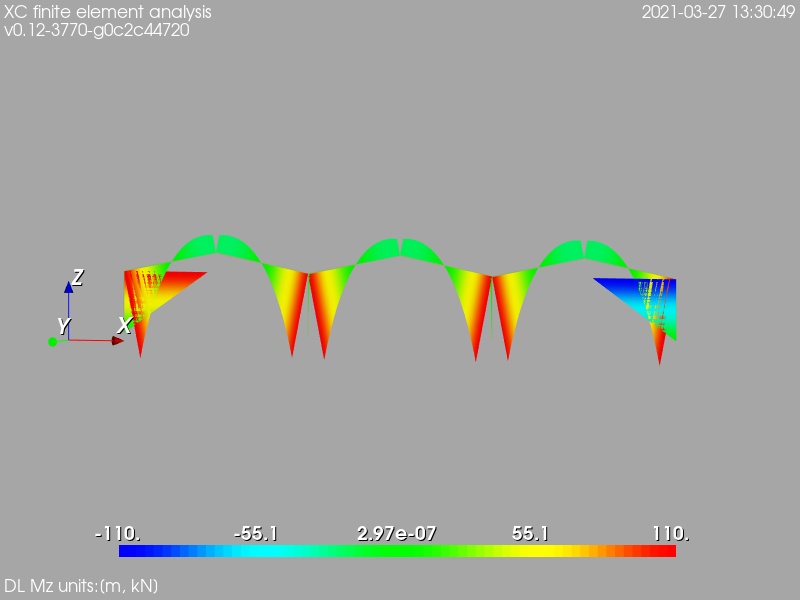 XC finite element analysis
v0.12-3770-g0c2c44720
2021-03-27 13:30:49
Z
Y
X
-110.
-55.1
2.97e-07
55.1
110.
DL Mz units:(m, kN)